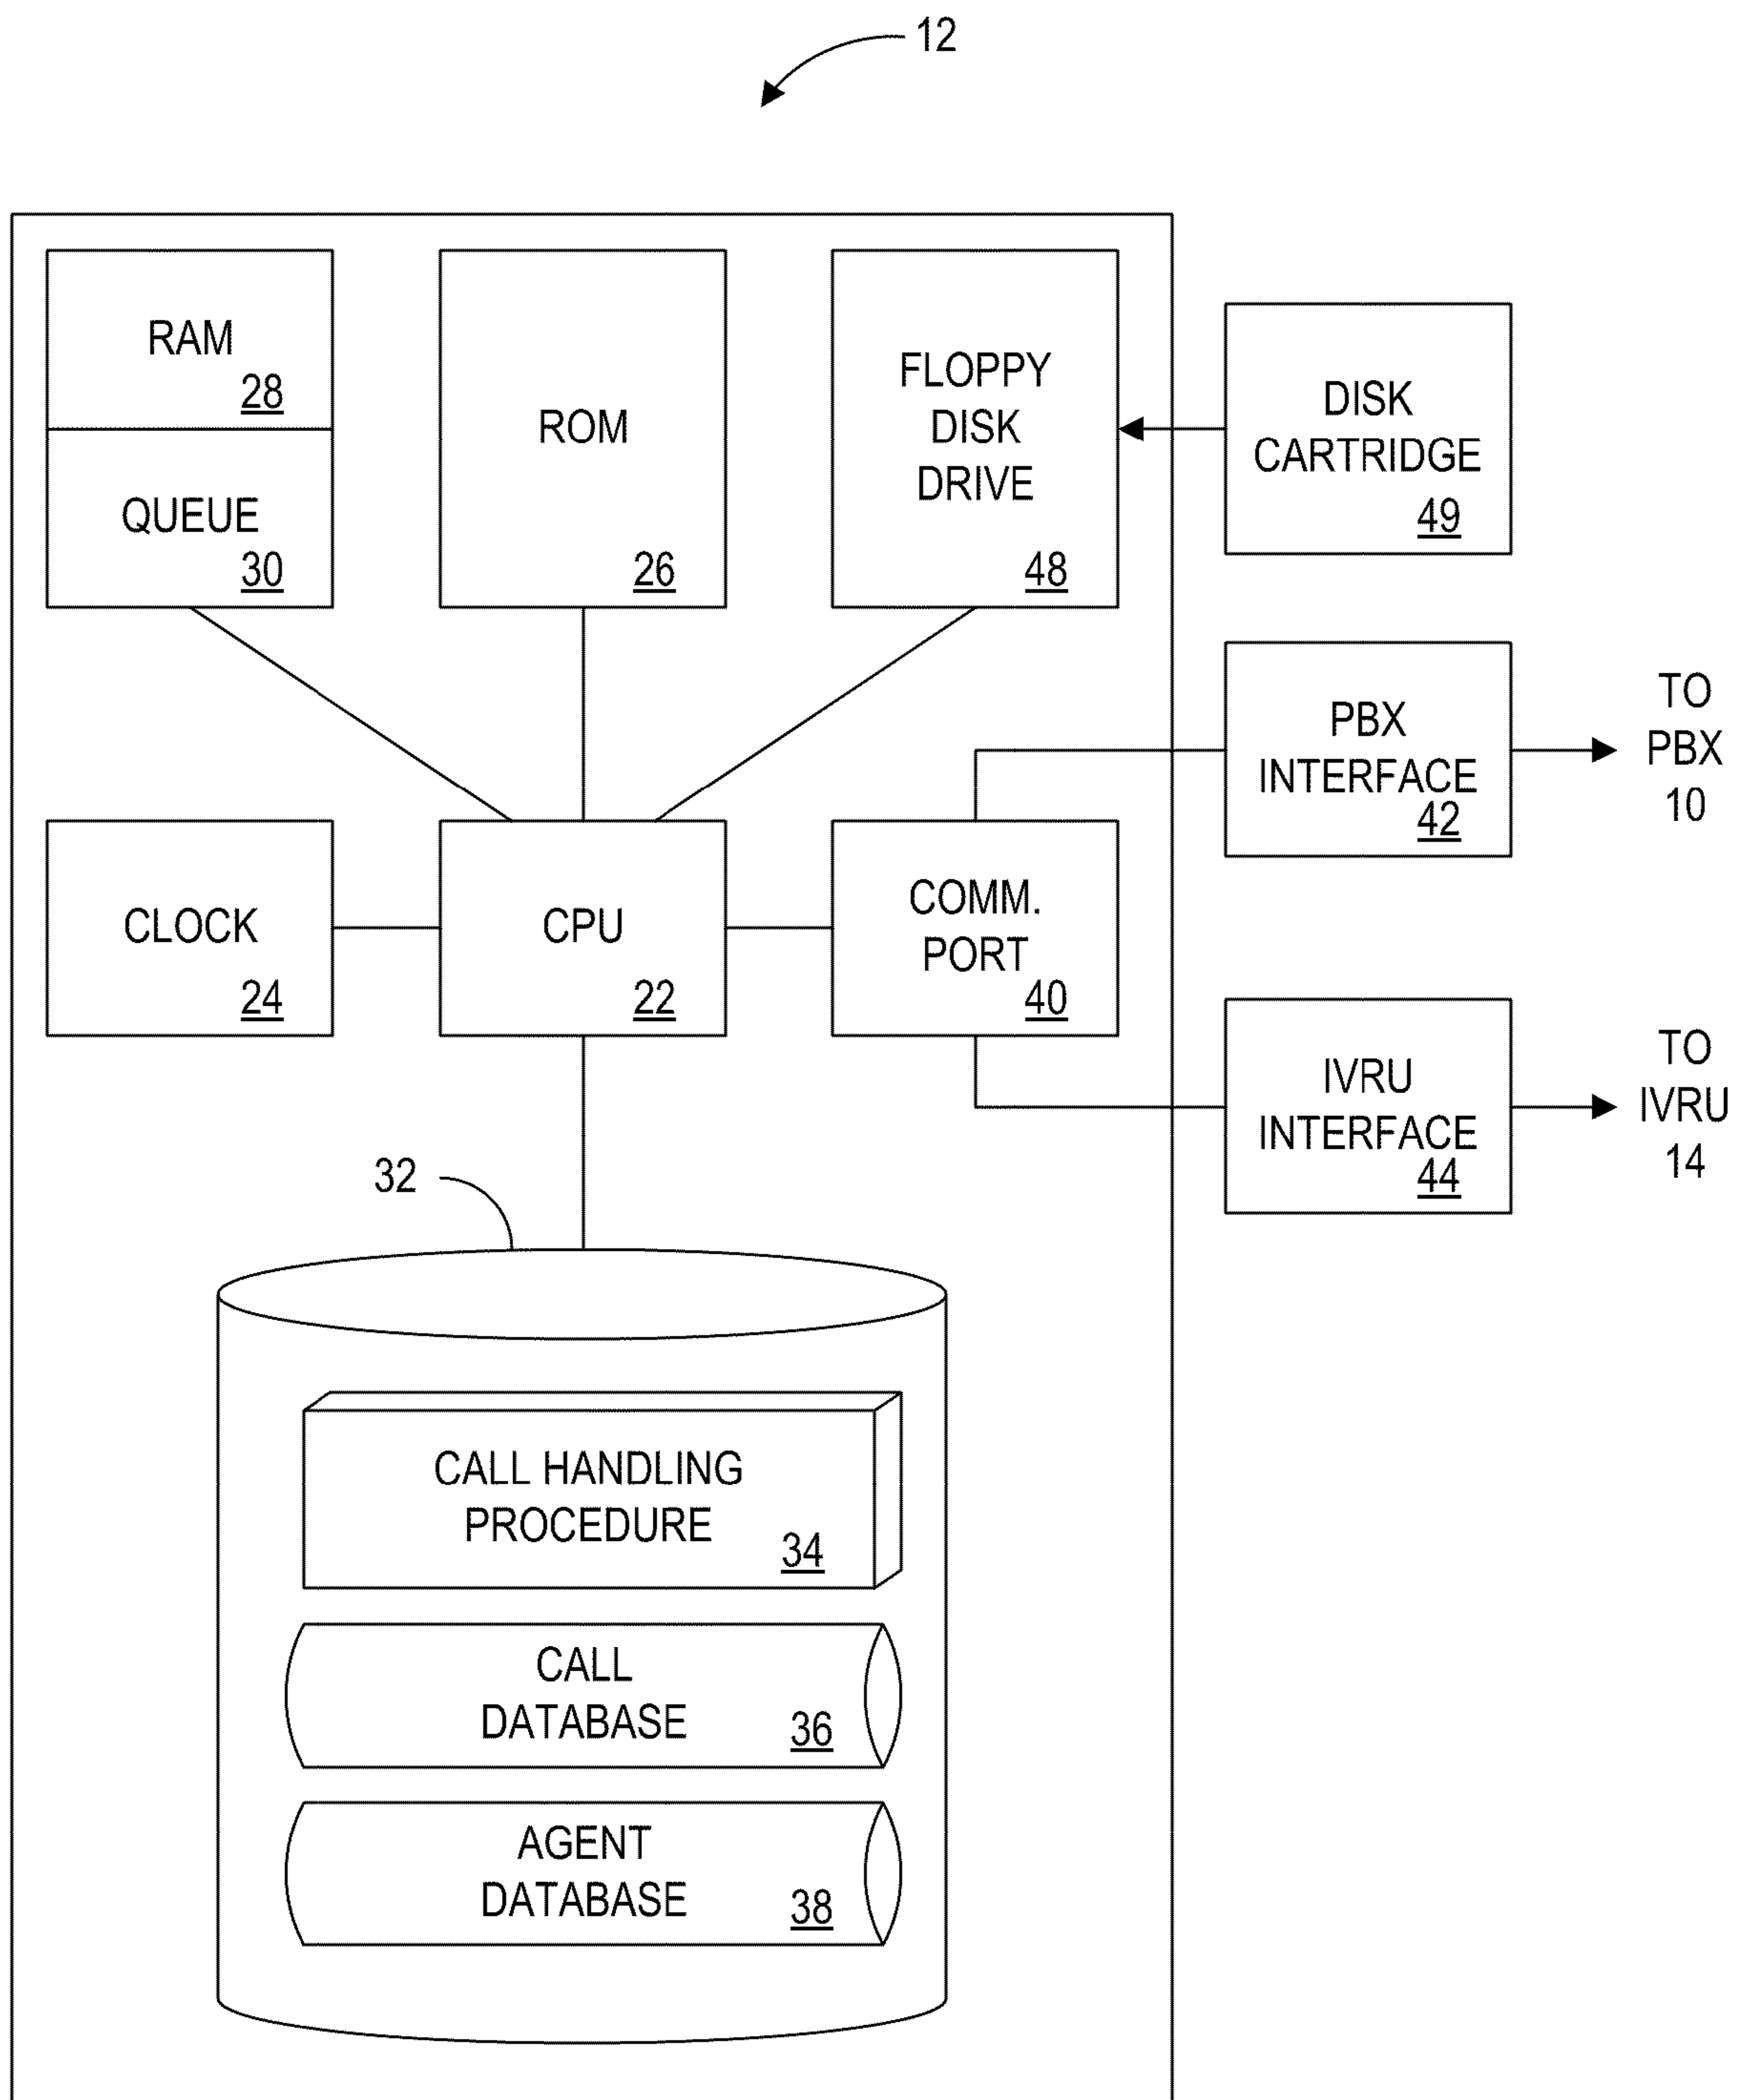 12
RAM
28
QUEUE
30
ROM
26
FLOPPY
DISK
DRIVE
48
DISK
CARTRIDGE
49
PBX
INTERFACE
42
TO
PBX
10
CLOCK
24
CPU
22
COMM.
PORT
40
IVRU
INTERFACE
44
TO
IVRU
14
32
CALL HANDLING
PROCEDURE
34
CALL
DATABASE
36
AGENT
DATABASE
38